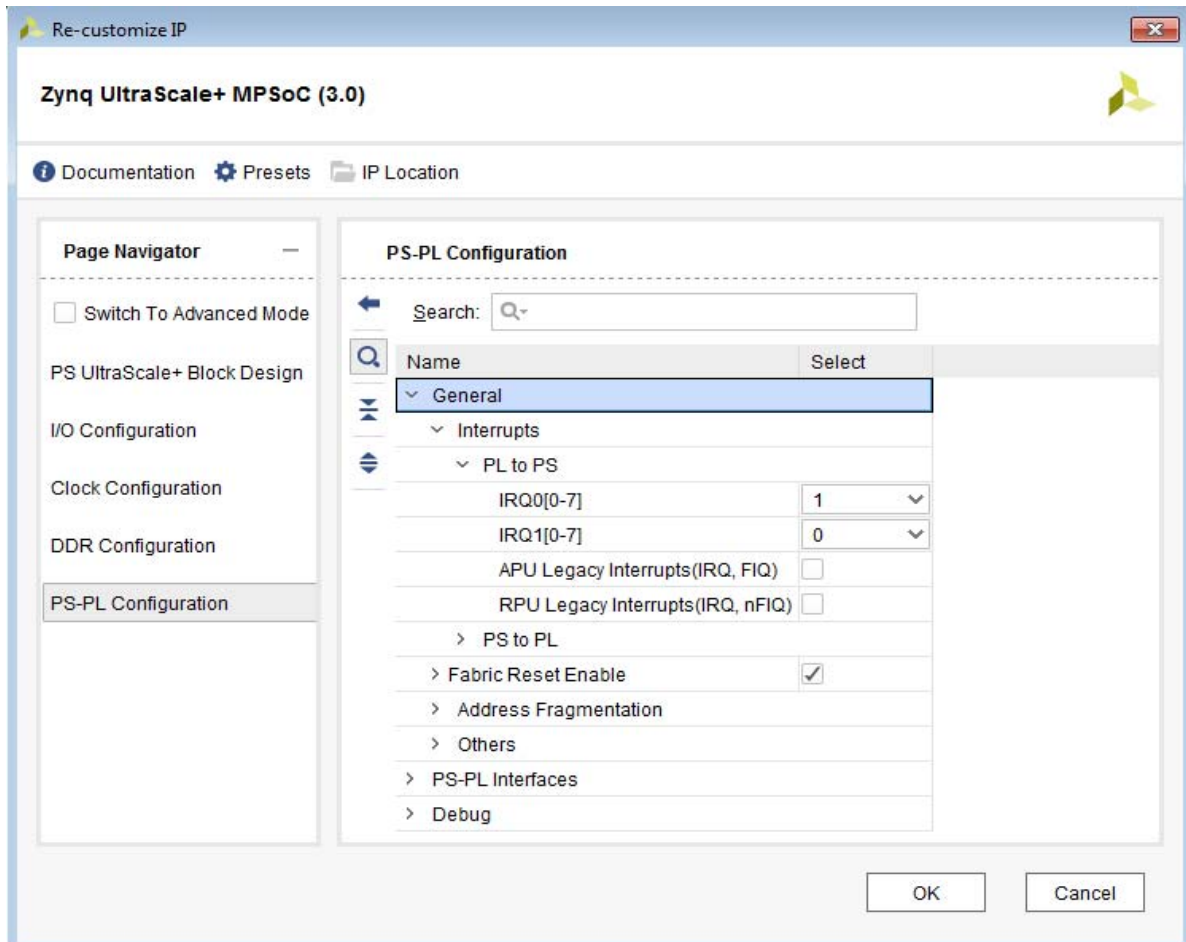 Re-customize IP
Zynq UltraScale+ MPSoC (3.0)
Documentation Presets IP Location
Page Navigator
Switch To Advanced Mode
PS UltraScale+ Block Design
I/O Configuration
Clock Configuration
DDR Configuration
PS-PL Configuration
PS-PL Configuration
Search:
Name Select
General
Interrupts
PL to PS
IRQ0[0-7] 1
IRQ1[0-7] 0
APU Legacy Interrupts(IRQ, FIQ)
RPU Legacy Interrupts(IRQ, nFIQ)
PS to PL
Fabric Reset Enable
Address Fragmentation
Others
PS-PL Interfaces
Debug
OK Cancel